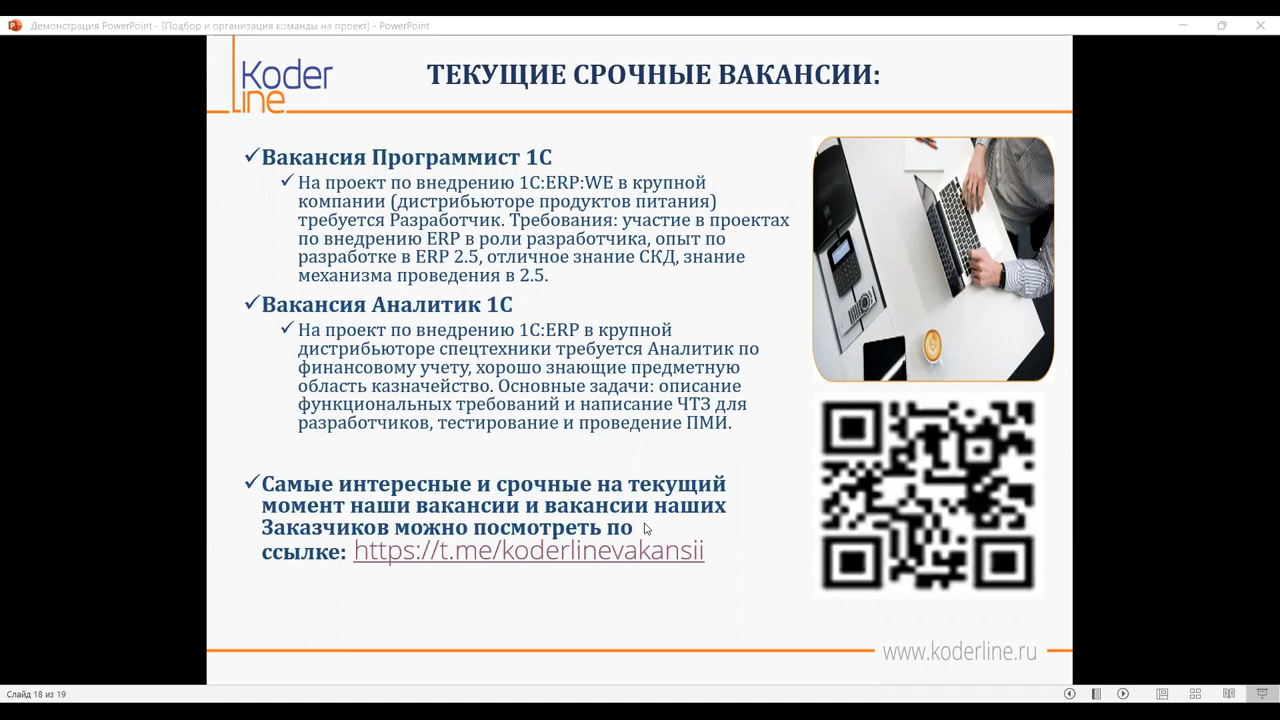 Демонстрация PowerPoint - [Подбор и организация команды на проект] - PowerPoint
Koder
line
ТЕКУЩИЕ СРОЧНЫЕ ВАКАНСИИ:
Вакансия Программист 1С
На проект по внедрению 1С:ERP:WE в крупной
компании (дистрибьюторе продуктов питания)
требуется Разработчик. Требования: участие в проектах
по внедрению ERP в роли разработчика, опыт по
разработке в ERP 2.5, отличное знание СКД, знание
механизма проведения в 2.5.
Вакансия Аналитик 1С
На проект по внедрению 1С:ERP в крупной
дистрибьюторе спецтехники требуется Аналитик по
финансовому учету, хорошо знающие предметную
область казначейство. Основные задачи: описание
функциональных требований и написание ЧТЗ для
разработчиков, тестирование и проведение ПМИ.
Самые интересные и срочные на текущий
момент наши вакансии и вакансии наших
Заказчиков можно посмотреть по
ссылке: https://t.me/koderlinevakansii
www.koderline.ru
Слайд 18 из 19